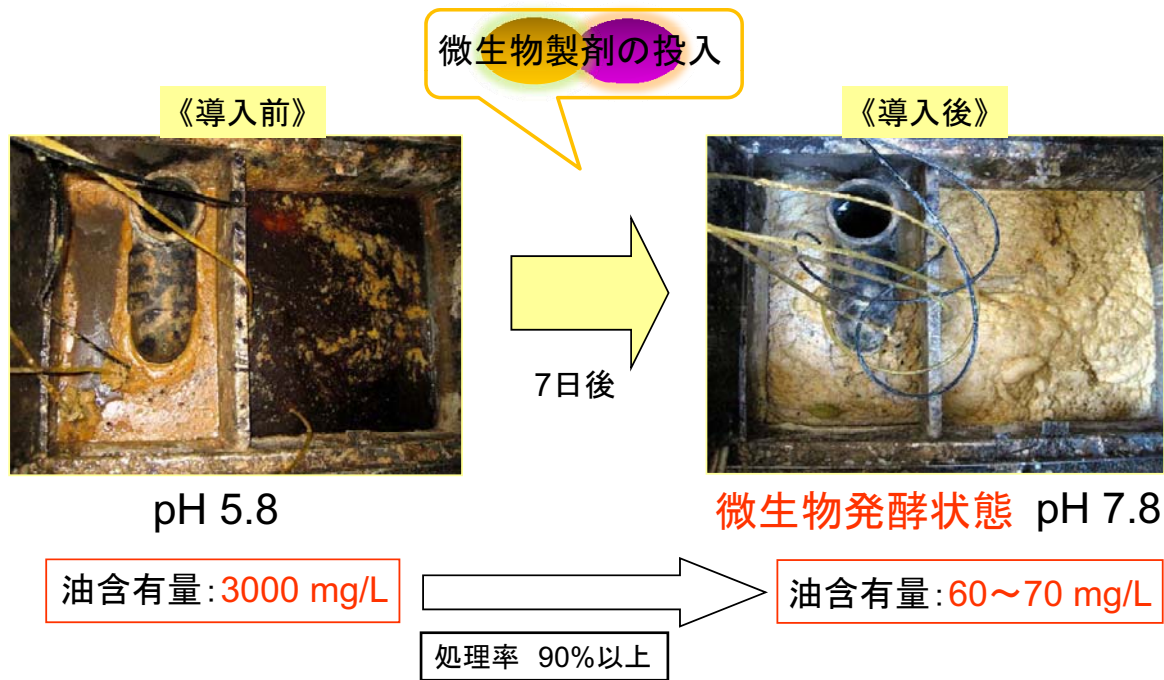 微生物製剤の投入
《導入前》
《導入後》
7日後
pH 5.8
微生物発酵状態 pH 7.8
油含有量:3000 mg/L
油含有量:60～70 mg/L
処理率 90%以上